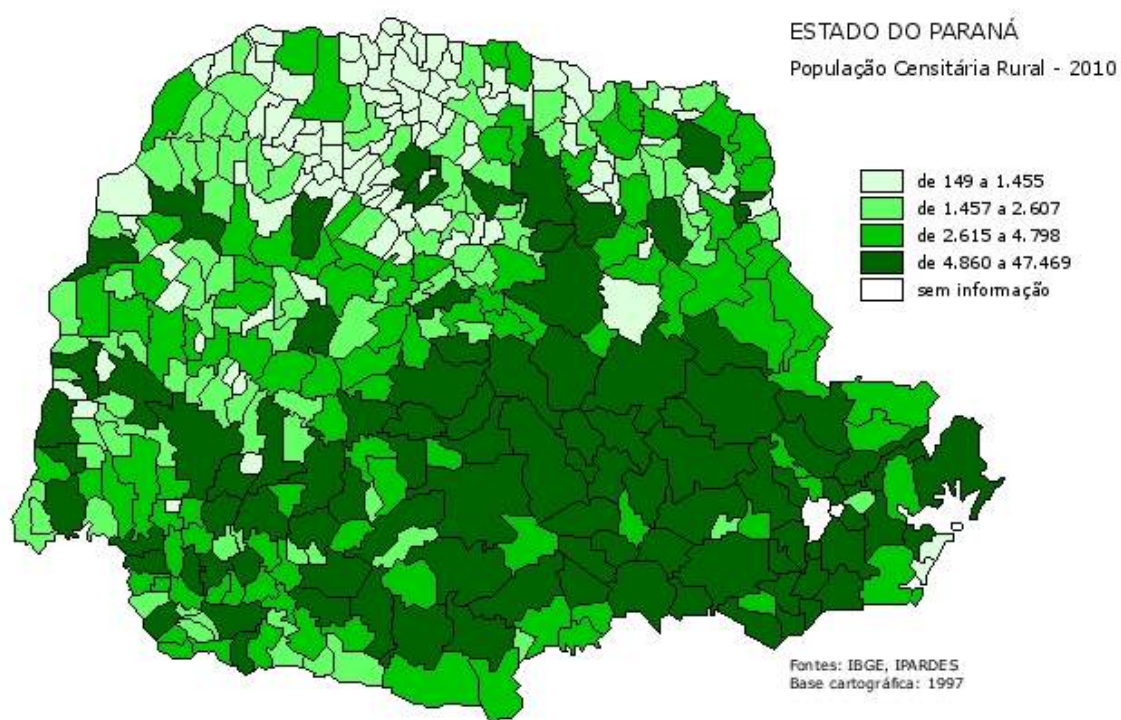 ESTADO DO PARANÁ
População Censitária Rural - 2010
de 149 a 1.455
de 1.457 a 2.607
de 2.615 a 4.798
de 4.860 a 47.469
sem informação
Fontes: IBGE, IPARDES
Base cartográfica: 1997